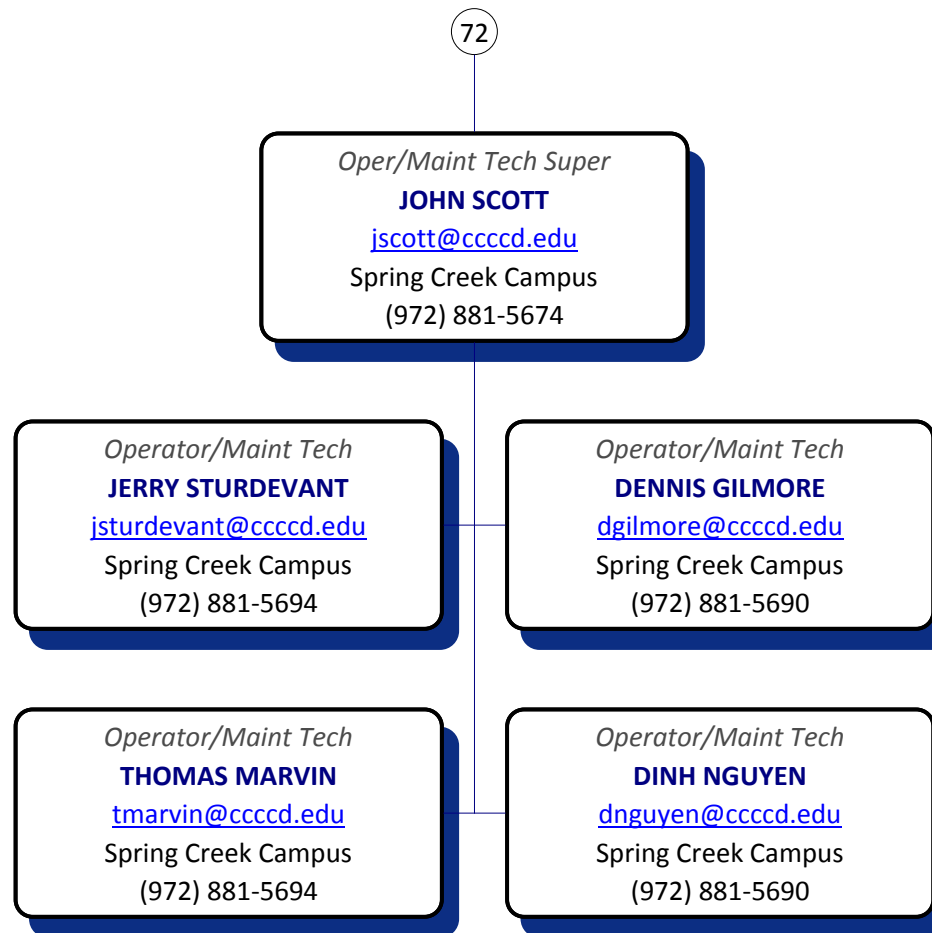 72
Oper/Maint Tech Super
JOHN SCOTT
jscott@ccccd.edu
Spring Creek Campus
(972) 881-5674
Operator/Maint Tech
JERRY STURDEVANT
jsturdevant@ccccd.edu
Spring Creek Campus
(972) 881-5694
Operator/Maint Tech
DENNIS GILMORE
dgilmore@ccccd.edu
Spring Creek Campus
(972) 881-5690
Operator/Maint Tech
THOMAS MARVIN
tmarvin@ccccd.edu
Spring Creek Campus
(972) 881-5694
Operator/Maint Tech
DINH NGUYEN
dnguyen@ccccd.edu
Spring Creek Campus
(972) 881-5690